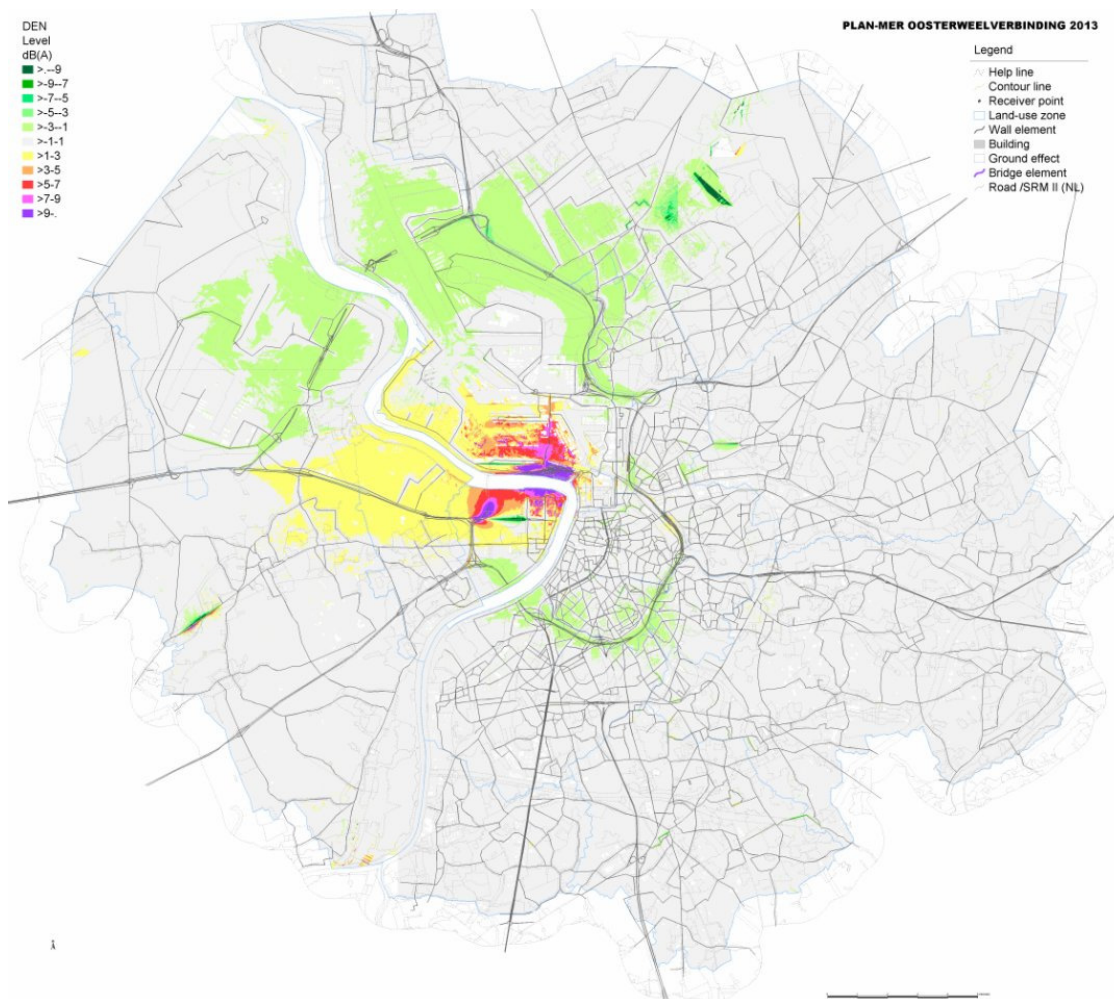 DEN
Level
dB(A)
>.--9
>-9--7
>-7--5
>-5--3
>-3--1
>-1-1
>1-3
>3-5
>5-7
>7-9
>9-.
PLAN-MER OOSTERWEELVERBINDING 2013
Legend
Help line
Contour line
Receiver point
Land-use zone
Wall element
Building
Ground effect
Bridge element
Road /SRM II (NL)